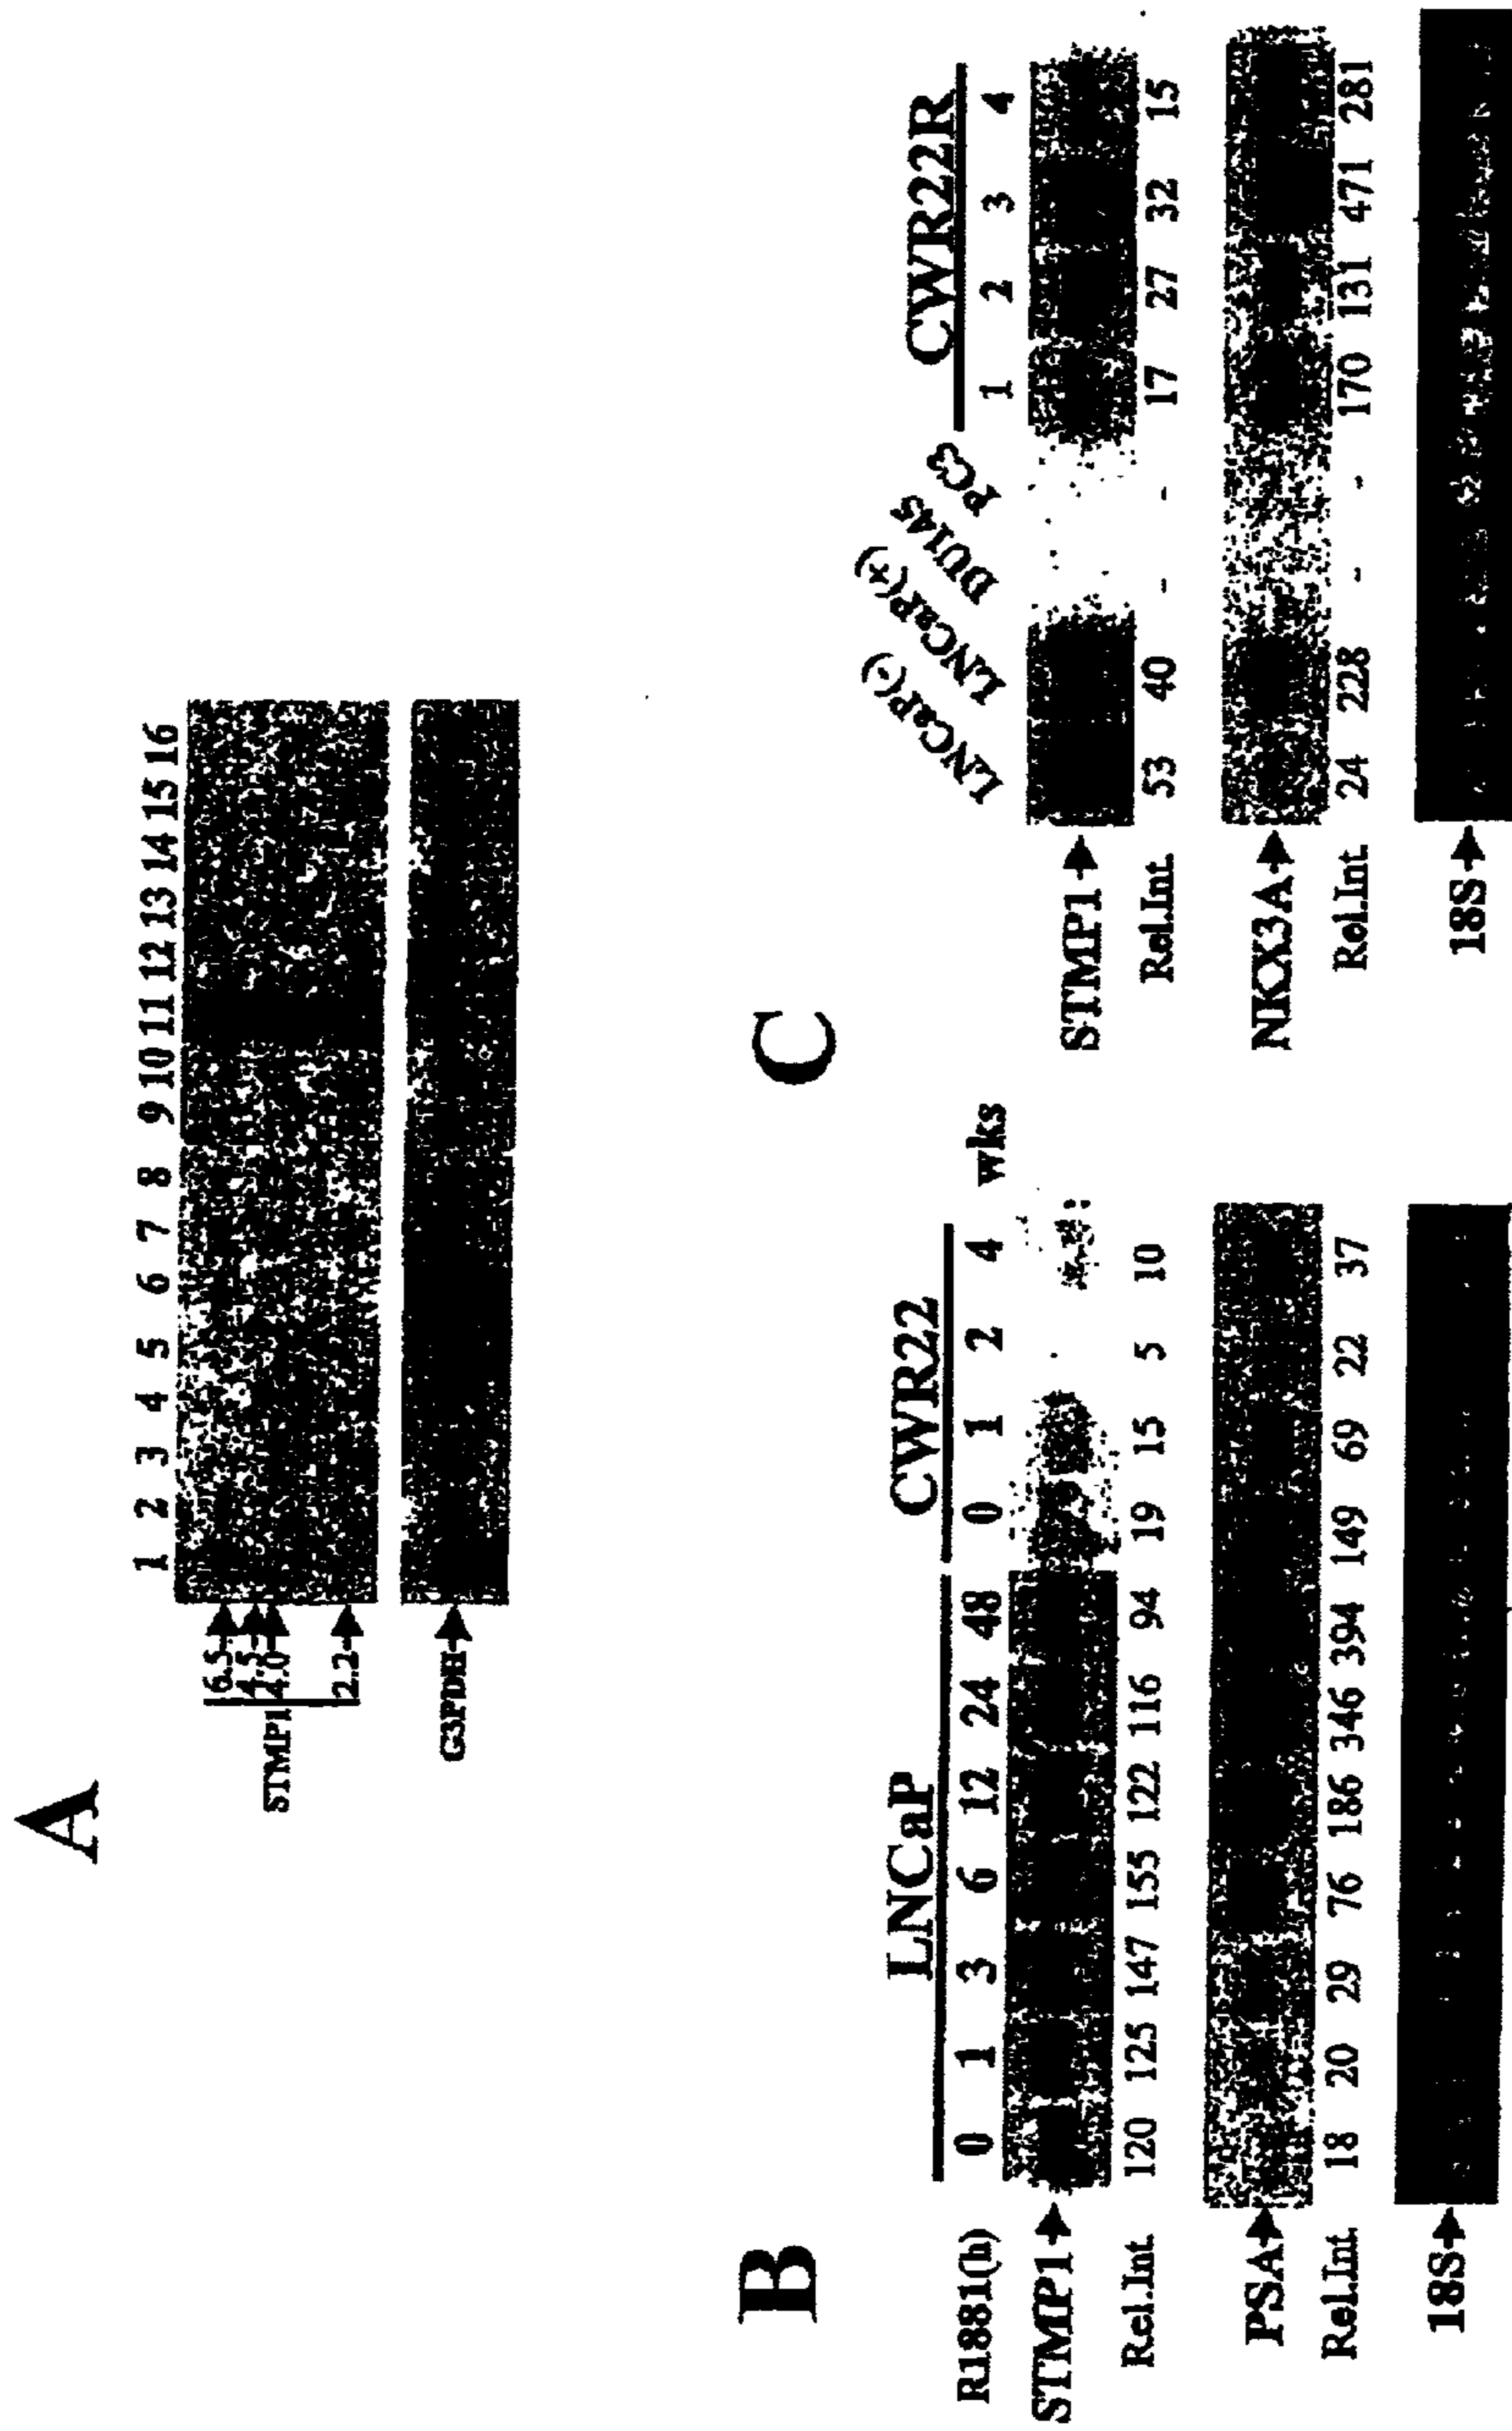 A
1 2 3 4 5 6 7 8 9 10 11 12 13 14 15 16
STMP1
6.5
4.5
4.0
2.2
G3PDH
B
LNCaP CWR22
R1881(h) 0 1 3 6 12 24 48 0 1 2 4 wks
STMP1
Rel.Int. 120 125 147 155 122 116 94 19 15 5 10
PSA
Rel.Int. 18 20 29 76 186 346 394 149 69 22 37
18S
C
LNCaP(-) LNCaP(+) DU145 PC3
CWR22R
1 2 3 4
STMP1
Rel.Int. 53 40 - - 17 27 32 15
NKX3A
Rel.Int. 24 228 - - 170 131 471 281
18S